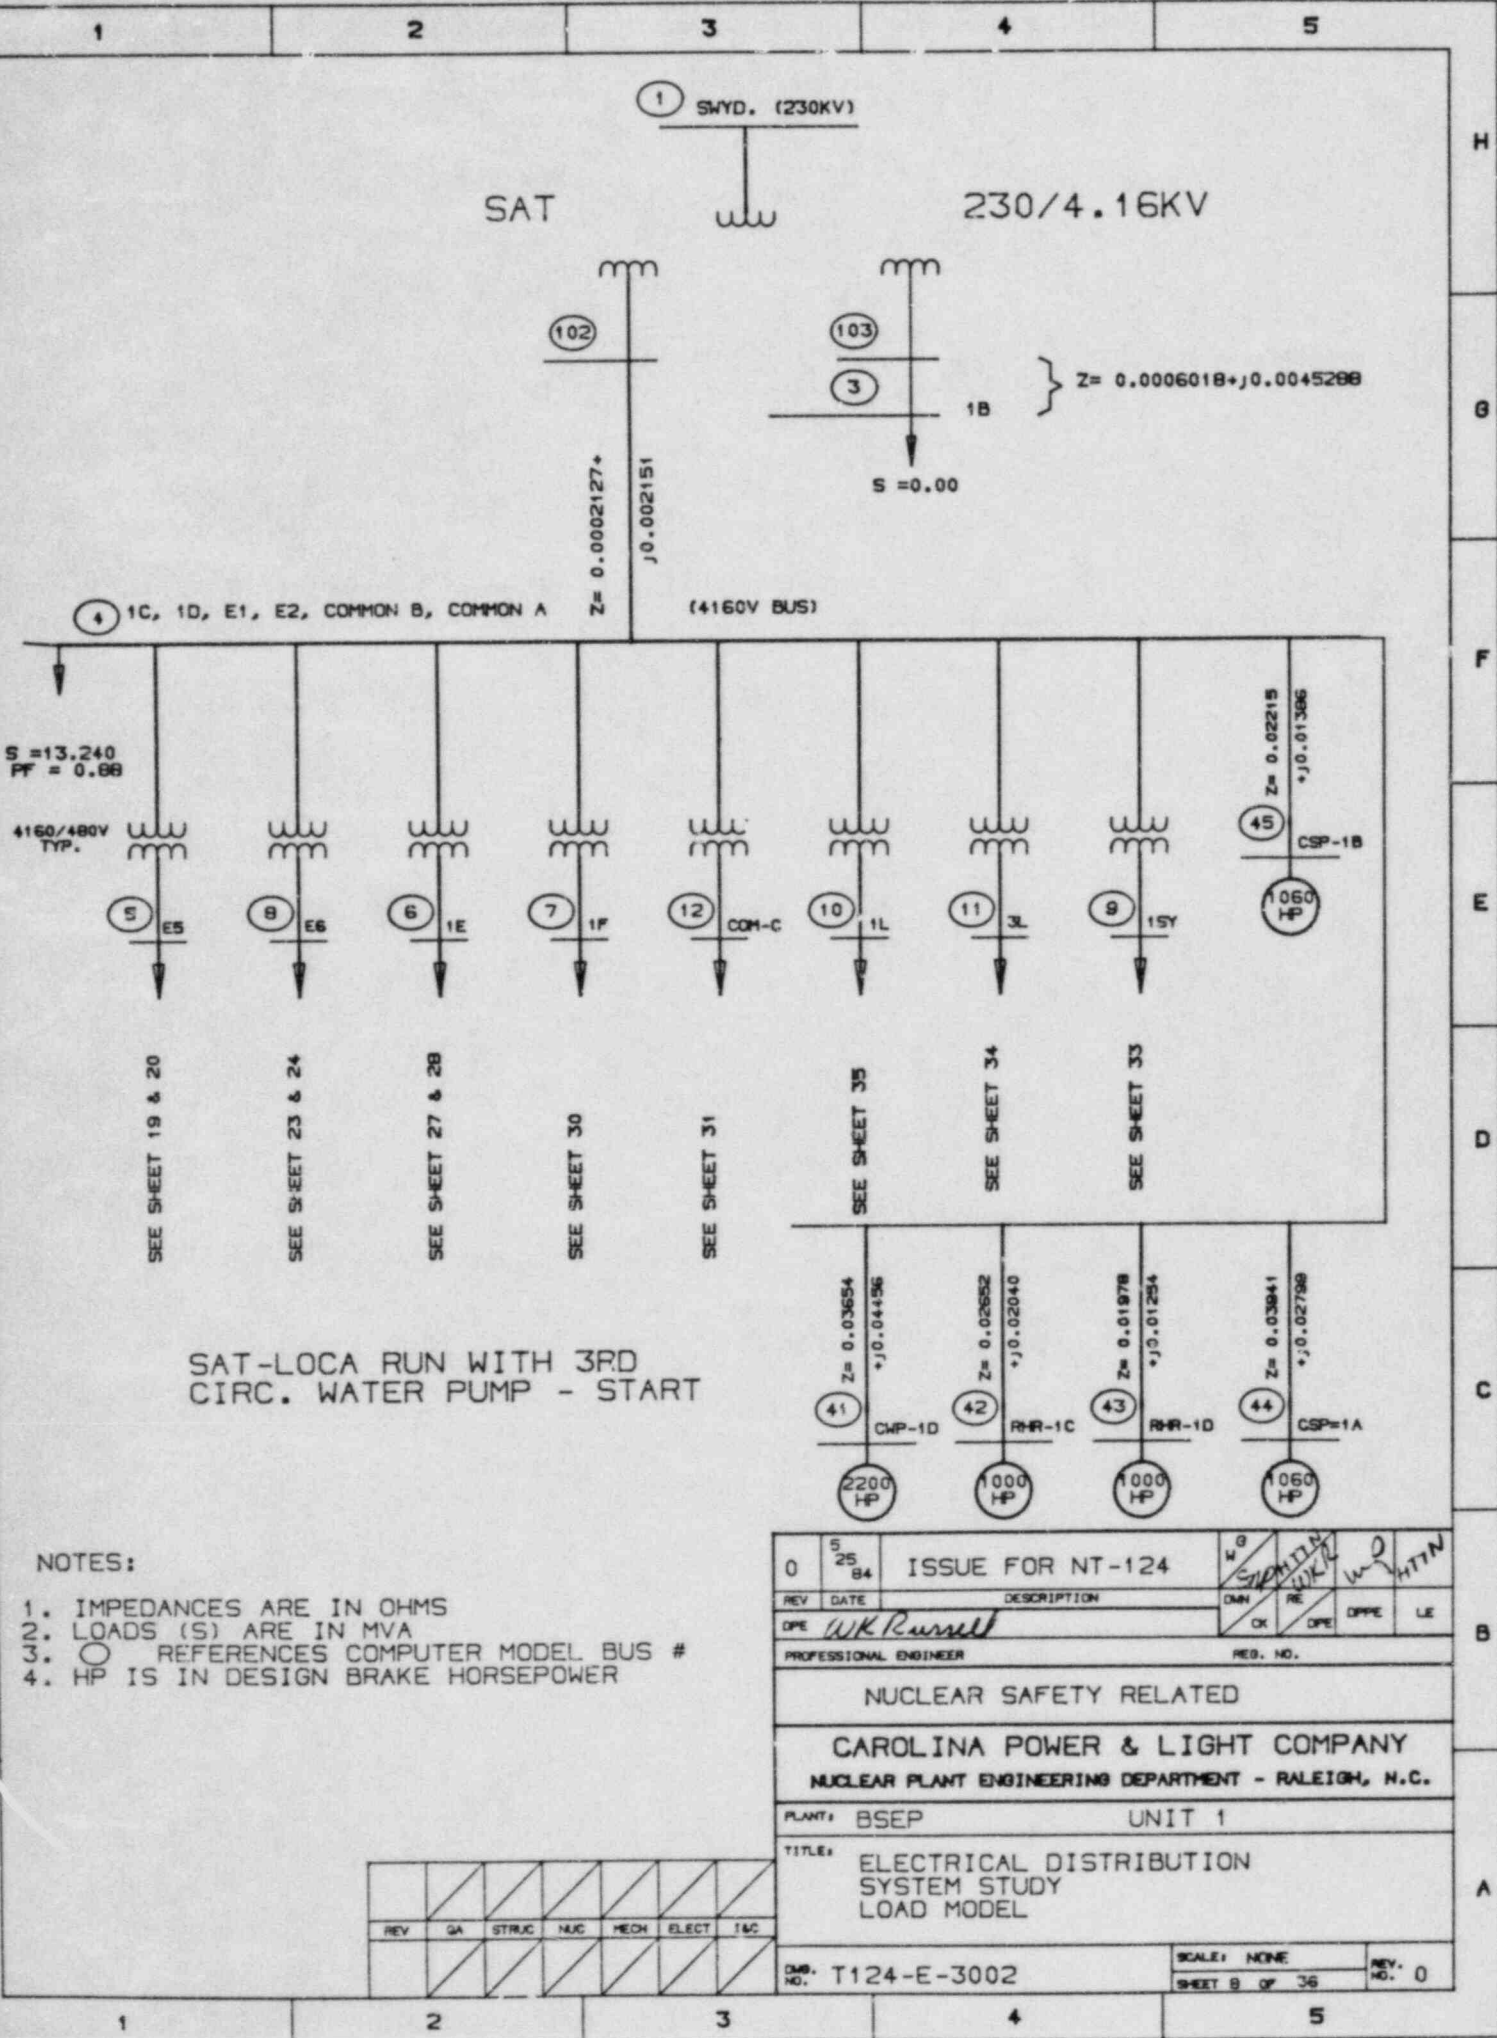 1 2 3 4 5
H
G
F
E
D
C
B
A
1 SWYD. (230KV)
SAT
230/4.16KV
102
103
3
1B
Z= 0.0006018+j0.0045288
S =0.00
Z= 0.0002127+
j0.002151
4 1C, 1D, E1, E2, COMMON B, COMMON A
(4160V BUS)
S =13.240
PF = 0.88
4160/480V
TYP.
5 E5
8 E6
6 1E
7 1F
12 COM-C
10 1L
11 3L
9 1SY
Z= 0.02215
+j0.01386
45 CSP-1B
1060
HP
SEE SHEET 19 & 20
SEE SHEET 23 & 24
SEE SHEET 27 & 28
SEE SHEET 30
SEE SHEET 31
SEE SHEET 35
SEE SHEET 34
SEE SHEET 33
Z= 0.03654
+j0.04456
41 CWP-1D
2200
HP
Z= 0.02652
+j0.02040
42 RHR-1C
1000
HP
Z= 0.01978
+j0.01254
43 RHR-1D
1000
HP
Z= 0.03941
+j0.02799
44 CSP=1A
1060
HP
SAT-LOCA RUN WITH 3RD
CIRC. WATER PUMP - START
NOTES:
1. IMPEDANCES ARE IN OHMS
2. LOADS (S) ARE IN MVA
3. REFERENCES COMPUTER MODEL BUS #
4. HP IS IN DESIGN BRAKE HORSEPOWER
0 5 25 84 ISSUE FOR NT-124
WKR HTTN
REV DATE DESCRIPTION DWN CK RE DPE DPPE LE
DPE WK Russell
PROFESSIONAL ENGINEER REG. NO.
NUCLEAR SAFETY RELATED
CAROLINA POWER & LIGHT COMPANY
NUCLEAR PLANT ENGINEERING DEPARTMENT - RALEIGH, N.C.
PLANT: BSEP UNIT 1
TITLE: ELECTRICAL DISTRIBUTION
SYSTEM STUDY
LOAD MODEL
REV QA STRUC NUC MECH ELECT I&C
DWG. NO. T124-E-3002
SCALE: NONE
SHEET 8 OF 36
REV. NO. 0
1 2 3 4 5